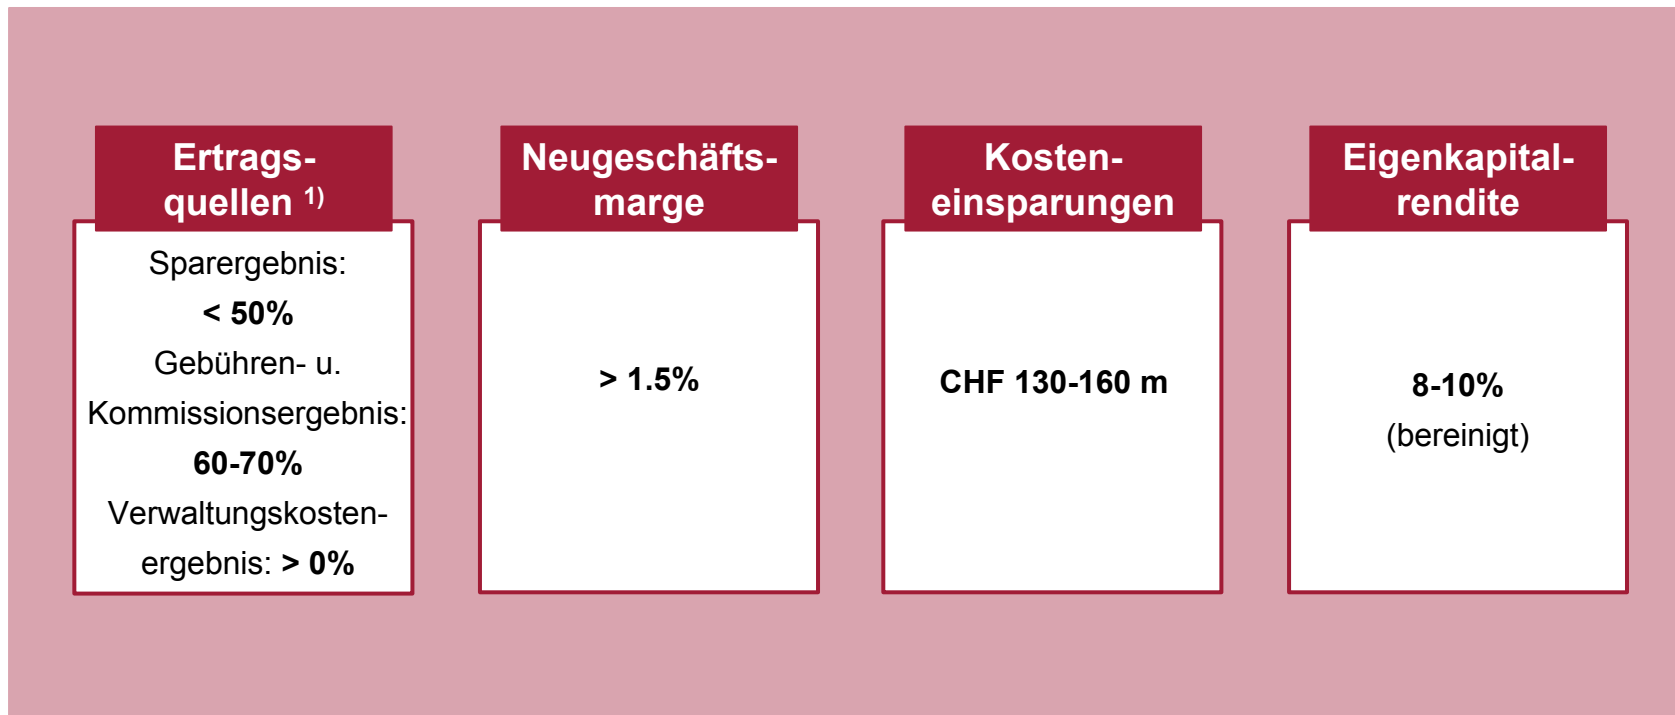 Ertrags-
quellen 1)
Sparergebnis:
< 50%
Gebühren- u.
Kommissionsergebnis:
60-70%
Verwaltungskosten-
ergebnis: > 0%
Neugeschäfts-
marge
> 1.5%
Kosten-
einsparungen
CHF 130-160 m
Eigenkapital-
rendite
8-10%
(bereinigt)